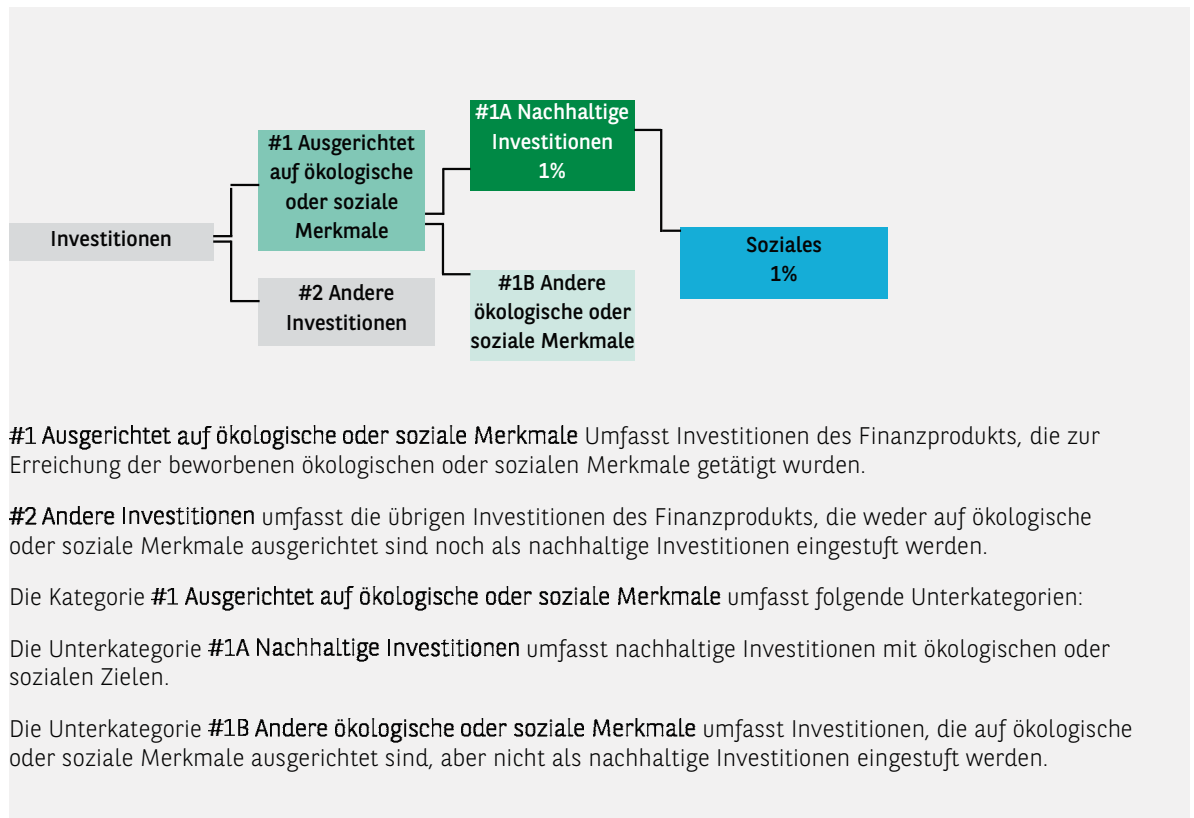 #1A Nachhaltige
Investitionen
1%
#1 Ausgerichtet
auf ökologische
oder soziale
Merkmale
Investitionen
Soziales
1%
#2 Andere
Investitionen
#1B Andere
ökologische oder
soziale Merkmale
#1 Ausgerichtet auf ökologische oder soziale Merkmale Umfasst Investitionen des Finanzprodukts, die zur
Erreichung der beworbenen ökologischen oder sozialen Merkmale getätigt wurden.
#2 Andere Investitionen umfasst die übrigen Investitionen des Finanzprodukts, die weder auf ökologische
oder soziale Merkmale ausgerichtet sind noch als nachhaltige Investitionen eingestuft werden.
Die Kategorie #1 Ausgerichtet auf ökologische oder soziale Merkmale umfasst folgende Unterkategorien:
Die Unterkategorie #1A Nachhaltige Investitionen umfasst nachhaltige Investitionen mit ökologischen oder
sozialen Zielen.
Die Unterkategorie #1B Andere ökologische oder soziale Merkmale umfasst Investitionen, die auf ökologische
oder soziale Merkmale ausgerichtet sind, aber nicht als nachhaltige Investitionen eingestuft werden.